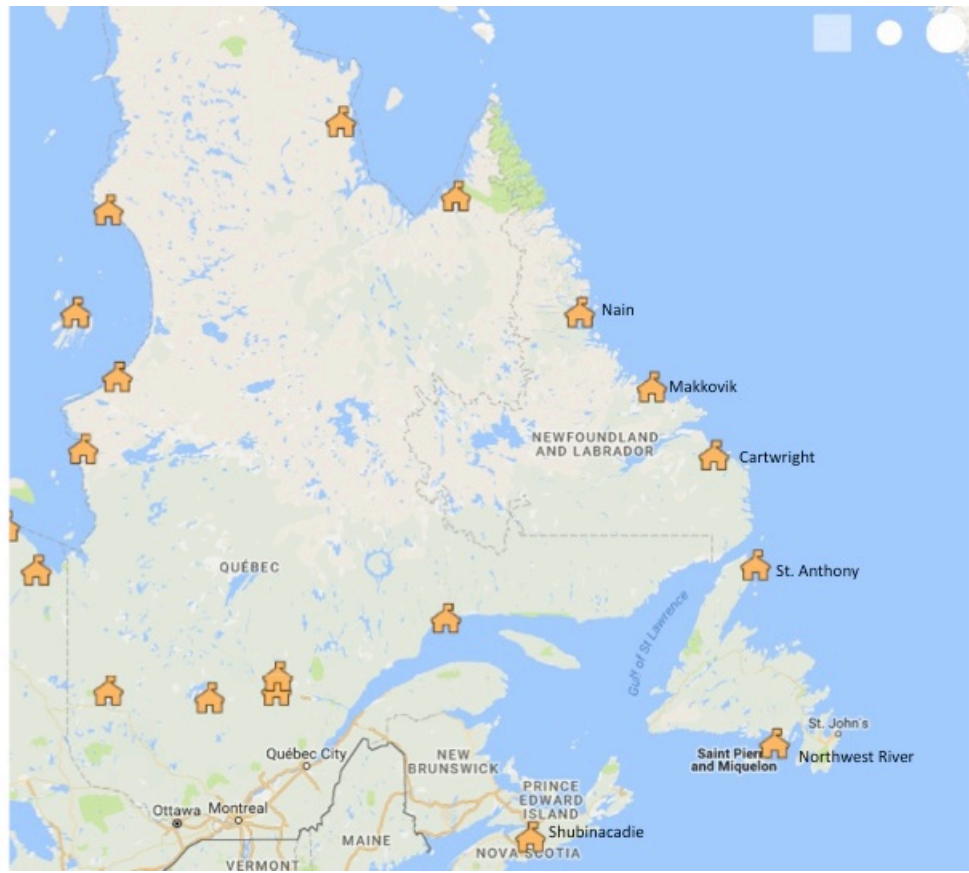 Nain
Makkovik
NEWFOUNDLAND
AND LABRADOR
Cartwright
QUÉBEC
St. Anthony
Gulf of St Lawrence
St. John's
Saint Pierr
and Miquelon
Northwest River
Québec City
NEW
BRUNSWICK
PRINCE
EDWARD
ISLAND
Ottawa
Montreal
MAINE
Shubinacadie
NOVA SCOTIA
VERMONT